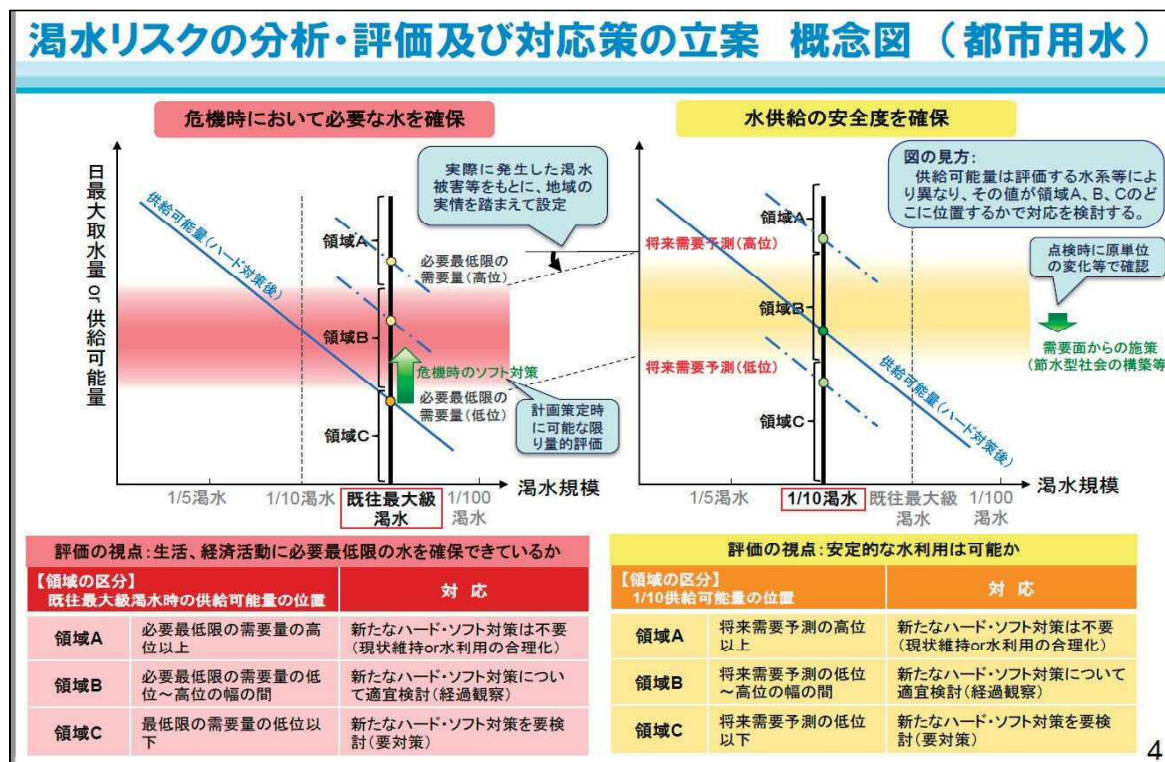 渇水リスクの分析・評価及び対応策の立案 概念図 (都市用水)
危機時において必要な水を確保
日最大取水量 or 供給可能量
供給可能量(ハード対策後)
実際に発生した渇水
被害等をもとに、地域の
実情を踏まえて設定
領域A
必要最低限の
需要量(高位)
領域B
危機時のソフト対策
必要最低限の
需要量(低位)
計画策定時
に可能な限
り量的評価
領域C
1/5渇水
1/10渇水
既往最大級
渇水
1/100
渇水
渇水規模
水供給の安全度を確保
図の見方:
供給可能量は評価する水系等によ
り異なり、その値が領域A、B、Cのど
こに位置するかで対応を検討する。
領域A
将来需要予測(高位)
点検時に原単位
の変化等で確認
領域B
需要面からの施策
(節水型社会の構築等)
将来需要予測(低位)
供給可能量(ハード対策後)
領域C
1/5渇水
1/10渇水
既往最大級
渇水
1/100
渇水
渇水規模
評価の視点:生活、経済活動に必要最低限の水を確保できているか
【領域の区分】
既往最大級渇水時の供給可能量の位置
対 応
領域A
必要最低限の需要量の高
位以上
新たなハード・ソフト対策は不要
(現状維持or水利用の合理化)
領域B
必要最低限の需要量の低
位~高位の幅の間
新たなハード・ソフト対策につい
て適宜検討(経過観察)
領域C
最低限の需要量の低位以
下
新たなハード・ソフト対策を要検
討(要対策)
評価の視点:安定的な水利用は可能か
【領域の区分】
1/10供給可能量の位置
対 応
領域A
将来需要予測の高位
以上
新たなハード・ソフト対策は不要
(現状維持or水利用の合理化)
領域B
将来需要予測の低位
~高位の幅の間
新たなハード・ソフト対策について
適宜検討(経過観察)
領域C
将来需要予測の低位
以下
新たなハード・ソフト対策を要検
討(要対策)
4